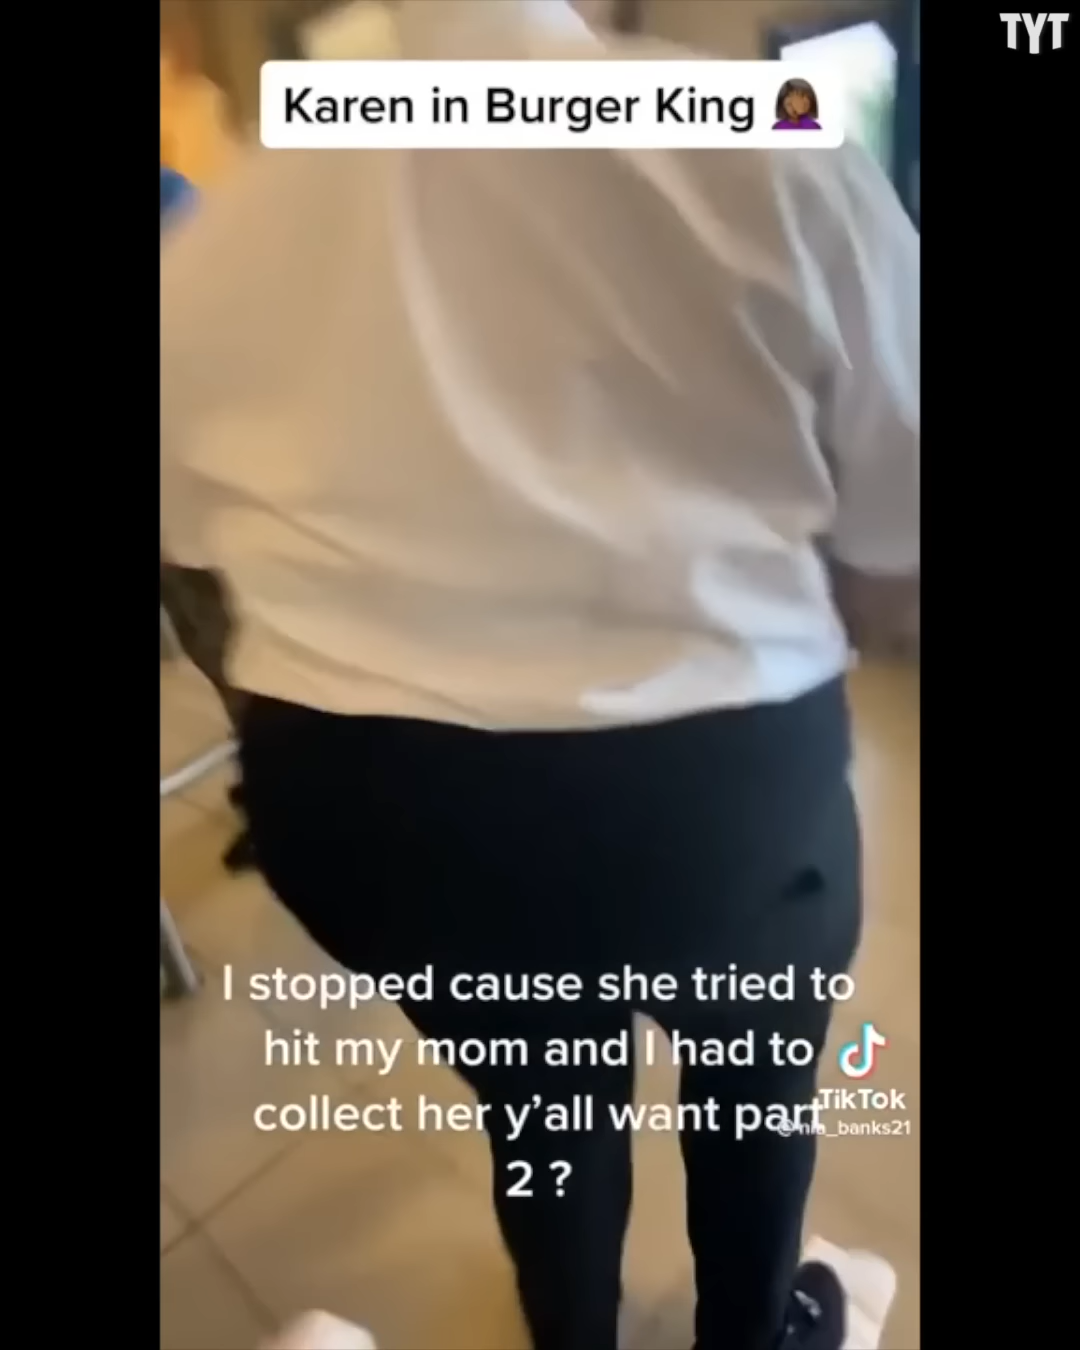 TYT
Karen in Burger King 🤦🏾‍♀️
I stopped cause she tried to
hit my mom and I had to
collect her y’all want part
2 ?
TikTok
@nia_banks21